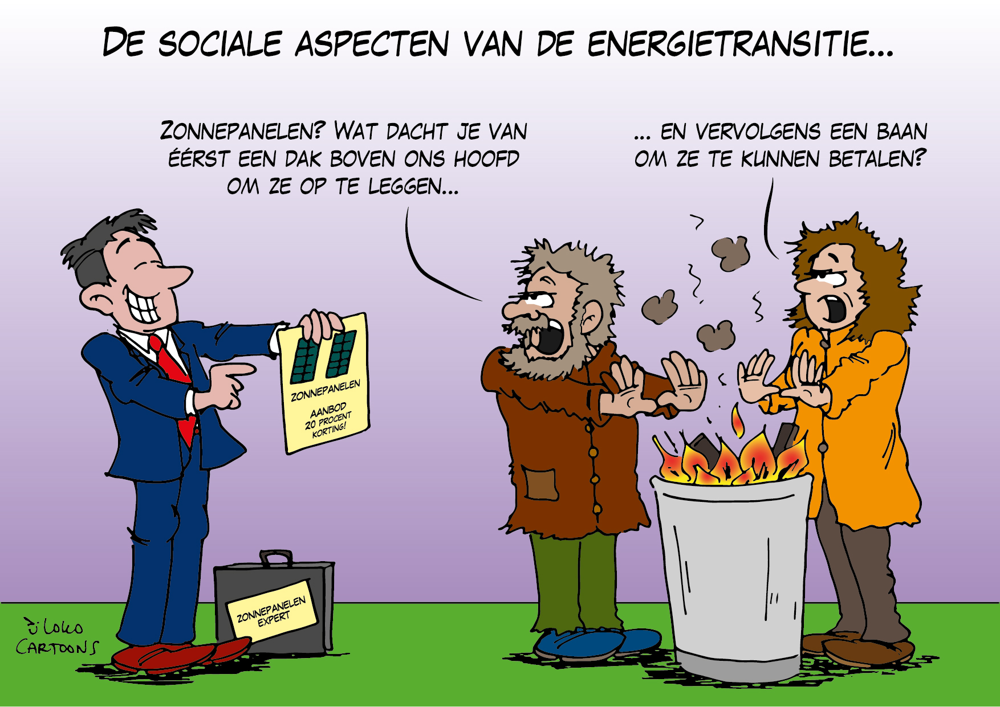 DE SOCIALE ASPECTEN VAN DE ENERGIETRANSITIE...
ZONNEPANELEN? WAT DACHT JE VAN
ÉÉRST EEN DAK BOVEN ONS HOOFD
OM ZE OP TE LEGGEN...
... EN VERVOLGENS EEN BAAN
OM ZE TE KUNNEN BETALEN?
ZONNEPANELEN
AANBOD
20 PROCENT
KORTING!
ZONNEPANELEN
EXPERT
Loko
CARTOONS